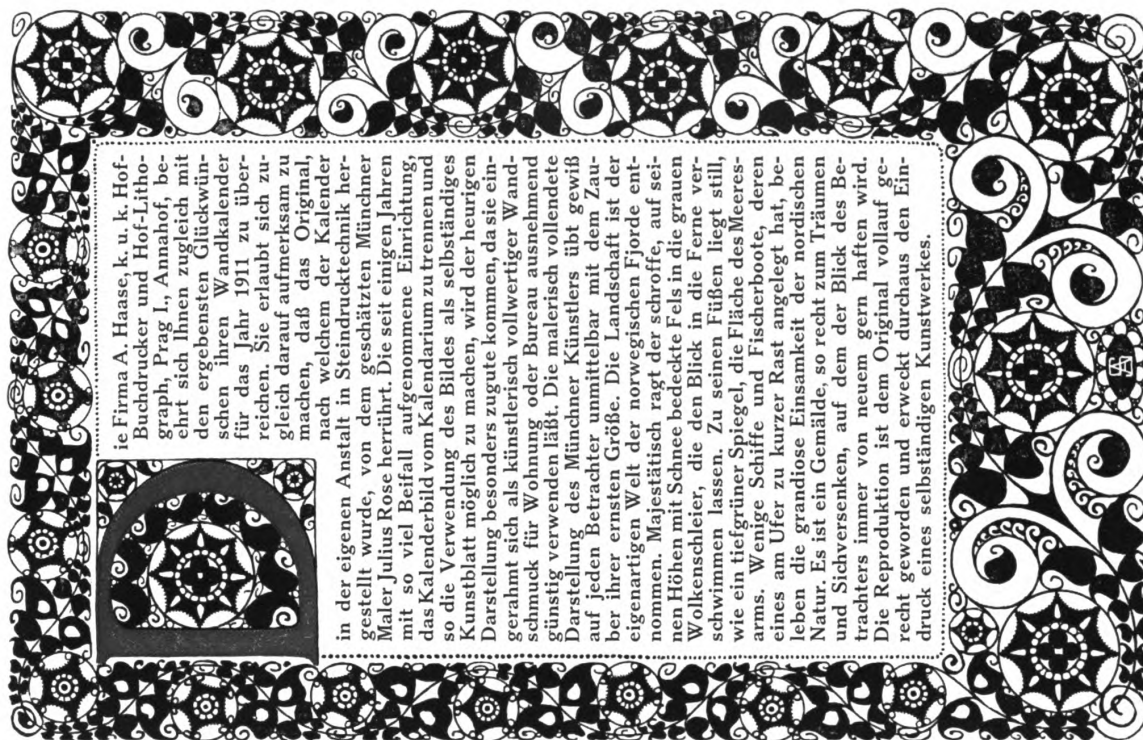 Die Firma A. Haase, k. u. k. Hof-
Buchdrucker und Hof-Litho-
graph, Prag I., Annahof, be-
ehrt sich Ihnen zugleich mit
den ergebensten Glückwün-
schen ihren Wandkalender
für das Jahr 1911 zu über-
reichen. Sie erlaubt sich zu-
gleich darauf aufmerksam zu
machen, daß das Original,
nach welchem der Kalender
in der eigenen Anstalt in Steindrucktechnik her-
gestellt wurde, von dem geschätzten Münchner
Maler Julius Rose herrührt. Die seit einigen Jahren
mit so viel Beifall aufgenommene Einrichtung,
das Kalenderbild vom Kalendarium zu trennen und
so die Verwendung des Bildes als selbständiges
Kunstblatt möglich zu machen, wird der heurigen
Darstellung besonders zugute kommen, da sie ein-
gerahmt sich als künstlerisch vollwertiger Wand-
schmuck für Wohnung oder Bureau ausnehmend
günstig verwenden läßt. Die malerisch vollendete
Darstellung des Münchner Künstlers übt gewiß
auf jeden Betrachter unmittelbar mit dem Zau-
ber ihrer ernsten Größe. Die Landschaft ist der
eigenartigen Welt der norwegischen Fjorde ent-
nommen. Majestätisch ragt der schroffe, auf sei-
nen Höhen mit Schnee bedeckte Fels in die grauen
Wolkenschleier, die den Blick in die Ferne ver-
schwimmen lassen. Zu seinen Füßen liegt still,
wie ein tiefgrüner Spiegel, die Fläche des Meeres-
arms. Wenige Schiffe und Fischerboote, deren
eines am Ufer zu kurzer Rast angelegt hat, be-
leben die grandiose Einsamkeit der nordischen
Natur. Es ist ein Gemälde, so recht zum Träumen
und Sichversenken, auf dem der Blick des Be-
trachters immer von neuem gern haften wird.
Die Reproduktion ist dem Original vollauf ge-
recht geworden und erweckt durchaus den Ein-
druck eines selbständigen Kunstwerkes.